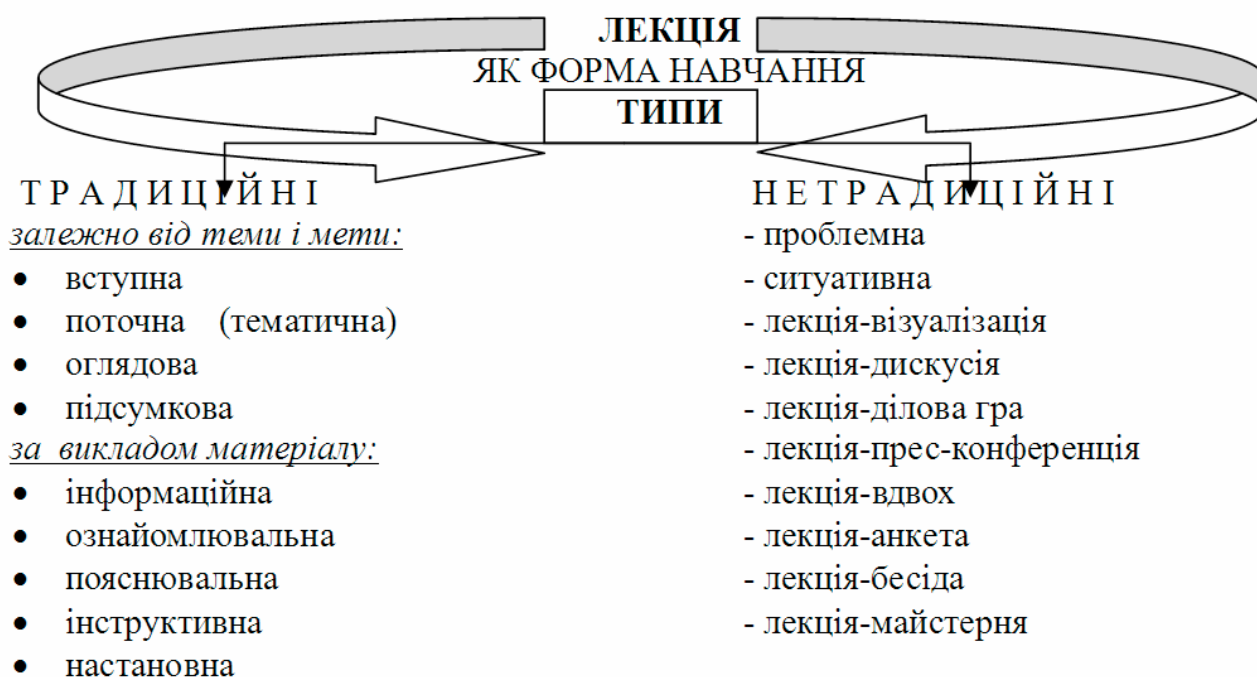 ЛЕКЦІЯ
ЯК ФОРМА НАВЧАННЯ
ТИПИ
Т Р А Д И Ц І Й Н І
залежно від теми і мети:
• вступна
• поточна (тематична)
• оглядова
• підсумкова
за викладом матеріалу:
• інформаційна
• ознайомлювальна
• пояснювальна
• інструктивна
• настановна
Н Е Т Р А Д И Ц І Й Н І
- проблемна
- ситуативна
- лекція-візуалізація
- лекція-дискусія
- лекція-ділова гра
- лекція-прес-конференція
- лекція-вдвох
- лекція-анкета
- лекція-бесіда
- лекція-майстерня